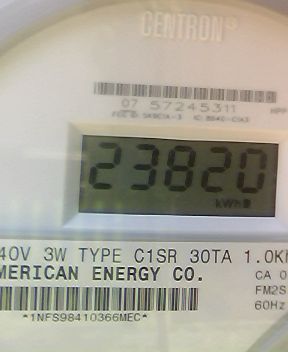 CENTRON®
07 57245311
23820
kWh
40V 3W TYPE C1SR 30TA 1.0K
MERICAN ENERGY CO.
CA 0
FM2S
60Hz
*1NFS98410366MEC*